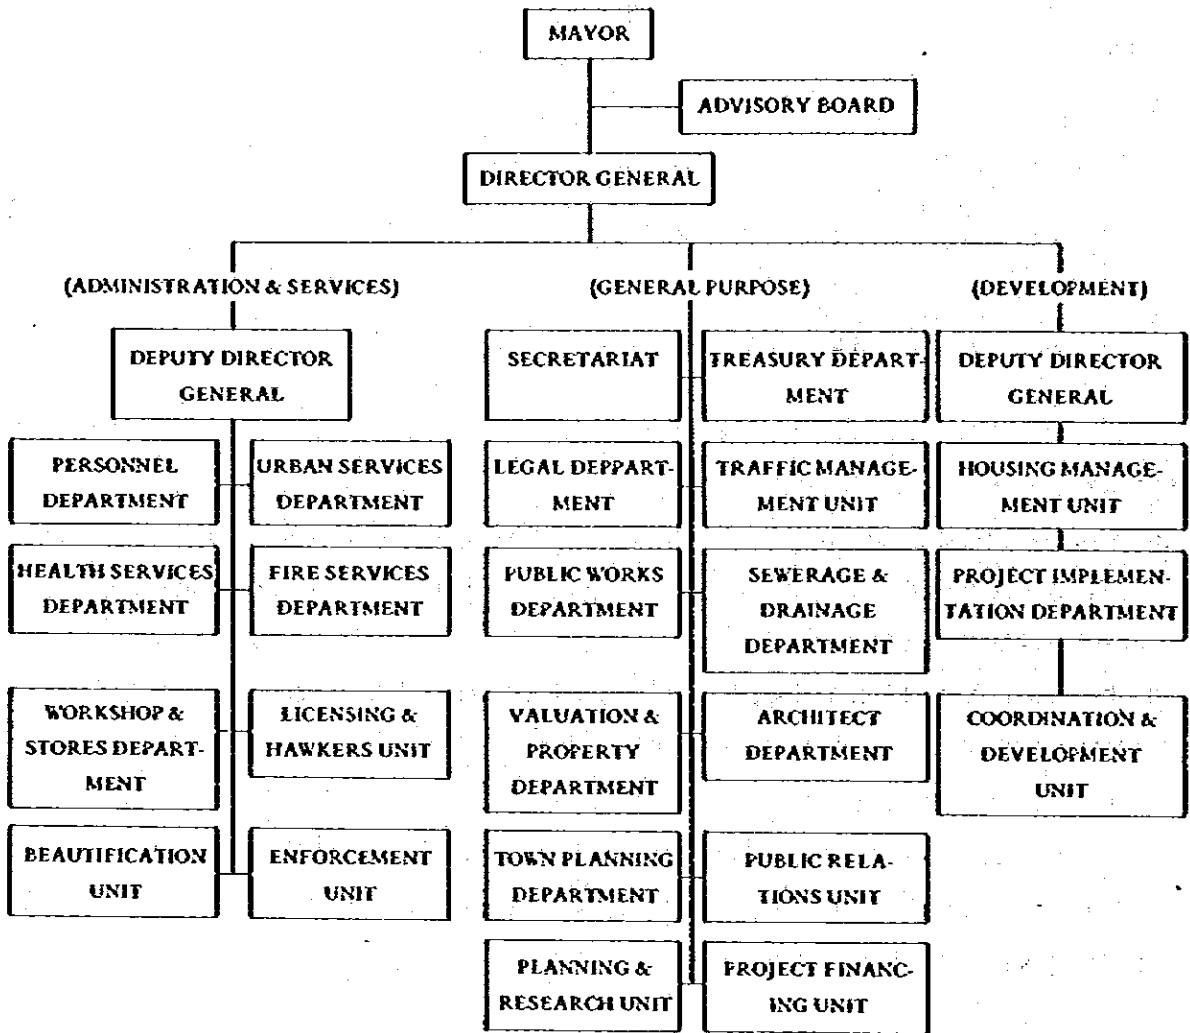 MAYOR
ADVISORY BOARD
DIRECTOR GENERAL
(ADMINISTRATION & SERVICES)
(GENERAL PURPOSE)
(DEVELOPMENT)
DEPUTY DIRECTOR
GENERAL
PERSONNEL
DEPARTMENT
URBAN SERVICES
DEPARTMENT
HEALTH SERVICES
DEPARTMENT
FIRE SERVICES
DEPARTMENT
WORKSHOP &
STORES DEPART-
MENT
LICENSING &
HAWKERS UNIT
BEAUTIFICATION
UNIT
ENFORCEMENT
UNIT
SECRETARIAT
TREASURY DEPART-
MENT
LEGAL DEPPART-
MENT
TRAFFIC MANAGE-
MENT UNIT
PUBLIC WORKS
DEPARTMENT
SEWERAGE &
DRAINAGE
DEPARTMENT
VALUATION &
PROPERTY
DEPARTMENT
ARCHITECT
DEPARTMENT
TOWN PLANNING
DEPARTMENT
PUBLIC RELA-
TIONS UNIT
PLANNING &
RESEARCH UNIT
PROJECT FINANC-
ING UNIT
DEPUTY DIRECTOR
GENERAL
HOUSING MANAGE-
MENT UNIT
PROJECT IMPLEMEN-
TATION DEPARTMENT
COORDINATION &
DEVELOPMENT
UNIT